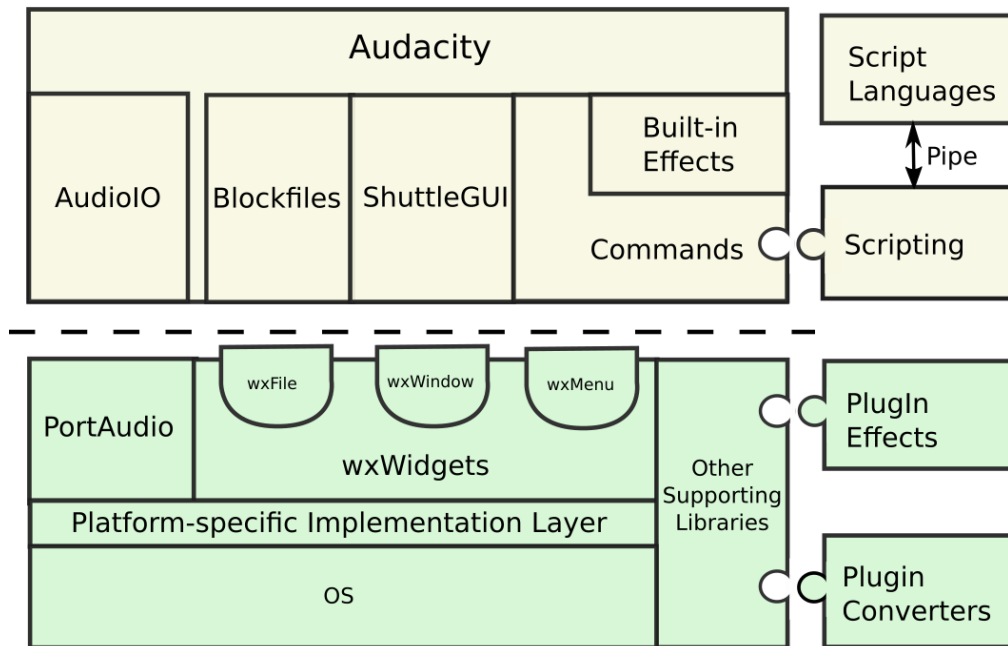 Audacity
Script
Languages
Pipe
AudioIO
Blockfiles
ShuttleGUI
Built-in
Effects
Commands
Scripting
wxFile
wxWindow
wxMenu
PortAudio
wxWidgets
Other
Supporting
Libraries
PlugIn
Effects
Platform-specific Implementation Layer
OS
Plugin
Converters